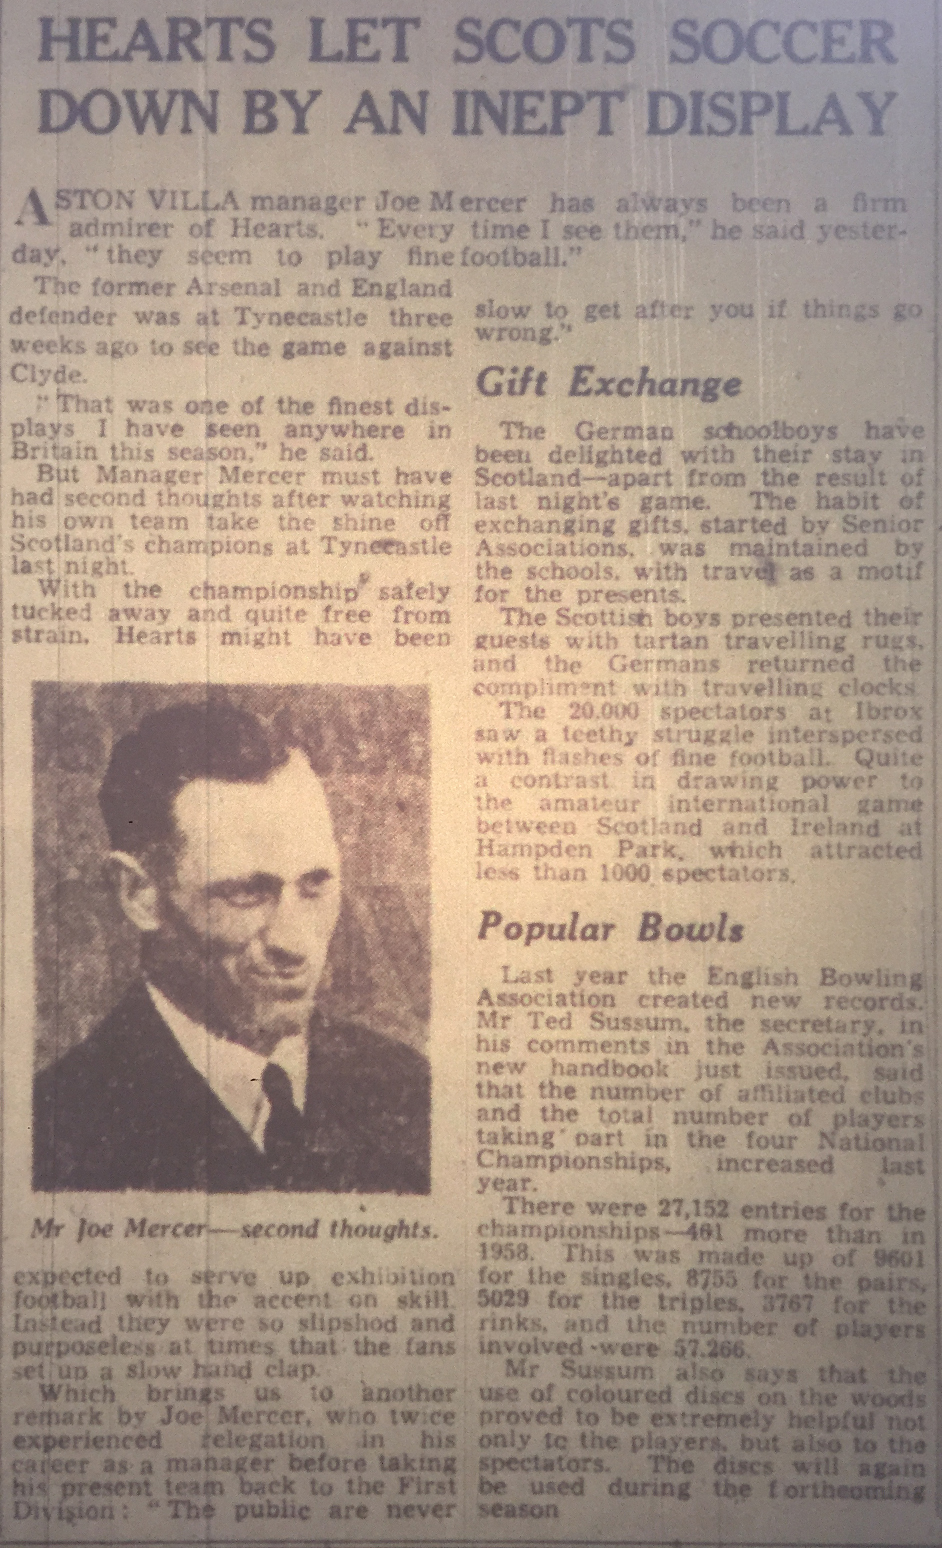 HEARTS LET SCOTS SOCCER
DOWN BY AN INEPT DISPLAY
ASTON VILLA manager Joe Mercer has always been a firm
admirer of Hearts. "Every time I see them," he said yester-
day, "they seem to play fine football."
The former Arsenal and England
defender was at Tynecastle three
weeks ago to see the game against
Clyde.
"That was one of the finest dis-
plays I have seen anywhere in
Britain this season," he said.
But Manager Mercer must have
had second thoughts after watching
his own team take the shine off
Scotland's champions at Tynecastle
last night.
With the championship safely
tucked away and quite free from
strain, Hearts might have been
Mr Joe Mercer—second thoughts.
expected to serve up exhibition
football with the accent on skill.
Instead they were so slipshod and
purposeless at times that the fans
set up a slow hand clap.
Which brings us to another
remark by Joe Mercer, who twice
experienced relegation in his
career as a manager before taking
his present team back to the First
Division: "The public are never
slow to get after you if things go
wrong."
Gift Exchange
The German schoolboys have
been delighted with their stay in
Scotland—apart from the result of
last night's game. The habit of
exchanging gifts, started by Senior
Associations, was maintained by
the schools, with travel as a motif
for the presents.
The Scottish boys presented their
guests with tartan travelling rugs,
and the Germans returned the
compliment with travelling clocks
The 20,000 spectators at Ibrox
saw a teethy struggle interspersed
with flashes of fine football. Quite
a contrast in drawing power to
the amateur international game
between Scotland and Ireland at
Hampden Park, which attracted
less than 1000 spectators.
Popular Bowls
Last year the English Bowling
Association created new records.
Mr Ted Sussum, the secretary, in
his comments in the Association's
new handbook just issued, said
that the number of affiliated clubs
and the total number of players
taking part in the four National
Championships, increased last
year.
There were 27,152 entries for the
championships—461 more than in
1958. This was made up of 9601
for the singles, 8755 for the pairs,
5029 for the triples, 3767 for the
rinks, and the number of players
involved were 57,266.
Mr Sussum also says that the
use of coloured discs on the woods
proved to be extremely helpful not
only to the players, but also to the
spectators. The discs will again
be used during the forthcoming
season